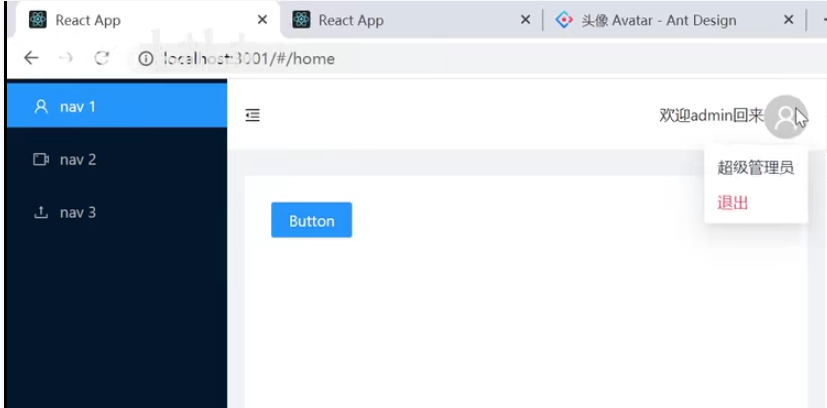 React App
React App
头像 Avatar - Ant Design
localhost:3001/#/home
nav 1
欢迎admin回来
nav 2
超级管理员
nav 3
退出
Button